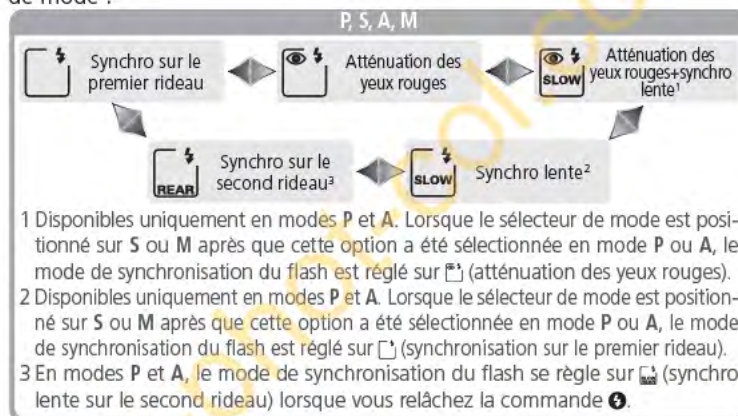 de mode :
P, S, A, M
Synchro sur le
premier rideau
Atténuation des
yeux rouges
SLOW
Atténuation des
yeux rouges+synchro
lente¹
REAR
Synchro sur le
second rideau³
SLOW
Synchro lente²
1 Disponibles uniquement en modes P et A. Lorsque le sélecteur de mode est posi-
tionné sur S ou M après que cette option a été sélectionnée en mode P ou A, le
mode de synchronisation du flash est réglé sur (atténuation des yeux rouges).
2 Disponibles uniquement en modes P et A. Lorsque le sélecteur de mode est position-
né sur S ou M après que cette option a été sélectionnée en mode P ou A, le mode
de synchronisation du flash est réglé sur (synchronisation sur le premier rideau).
3 En modes P et A, le mode de synchronisation du flash se règle sur (synchro
lente sur le second rideau) lorsque vous relâchez la commande